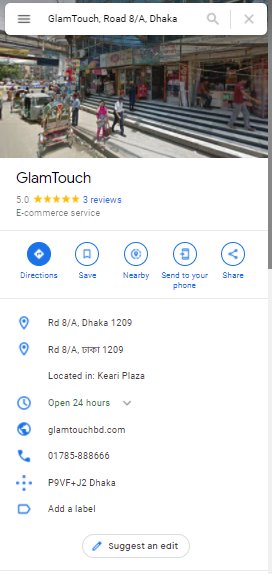 GlamTouch, Road 8/A, Dhaka
GlamTouch
5.0 3 reviews
E-commerce service
Directions
Save
Nearby
Send to your
phone
Share
Rd 8/A, Dhaka 1209
Rd 8/A, ঢাকা 1209
Located in: Keari Plaza
Open 24 hours
glamtouchbd.com
01785-888666
P9VF+J2 Dhaka
Add a label
Suggest an edit